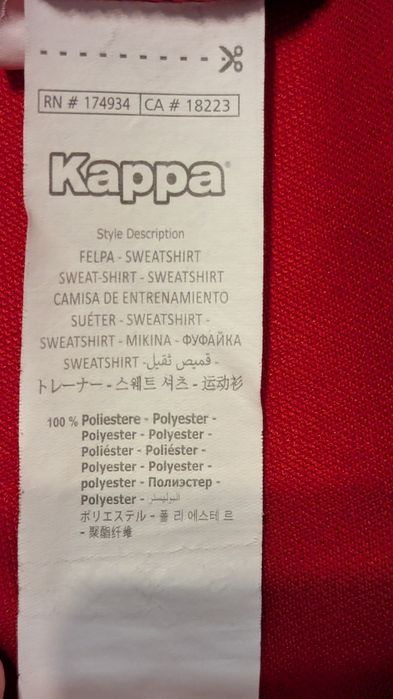 RN # 174934 CA # 18223
Kappa®
Style Description
FELPA - SWEATSHIRT
SWEAT-SHIRT - SWEATSHIRT
CAMISA DE ENTRENAMIENTO
SUÉTER - SWEATSHIRT -
SWEATSHIRT - MIKINA - ФУФАЙКА
SWEATSHIRT - قميص ثقيل -
トレーナー - 스웨트 셔츠 - 运动衫
100 % Poliestere - Polyester -
Polyester - Polyester -
Poliéster - Poliéster -
Polyester - Polyester -
polyester - Полиэстер -
Polyester - البوليستر
ポリエステル - 폴 리 에스테 르
- 聚酯纤维